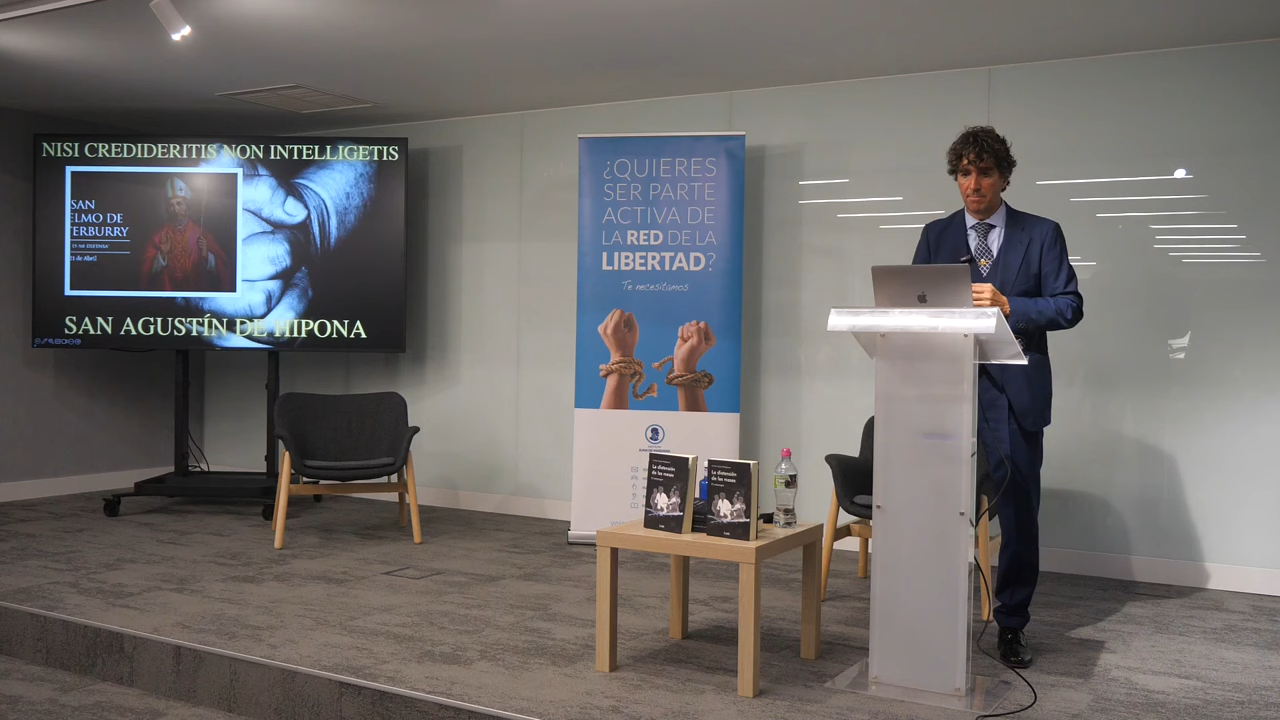 NISI CREDIDERITIS NON INTELLIGETIS
SAN
ELMO DE
ERBURRY
21 de Abril
SAN AGUSTÍN DE HIPONA
¿QUIERES
SER PARTE
ACTIVA DE
LA RED DE LA
LIBERTAD?
Te necesitamos
La distensión
de las masas
La distensión
de las masas